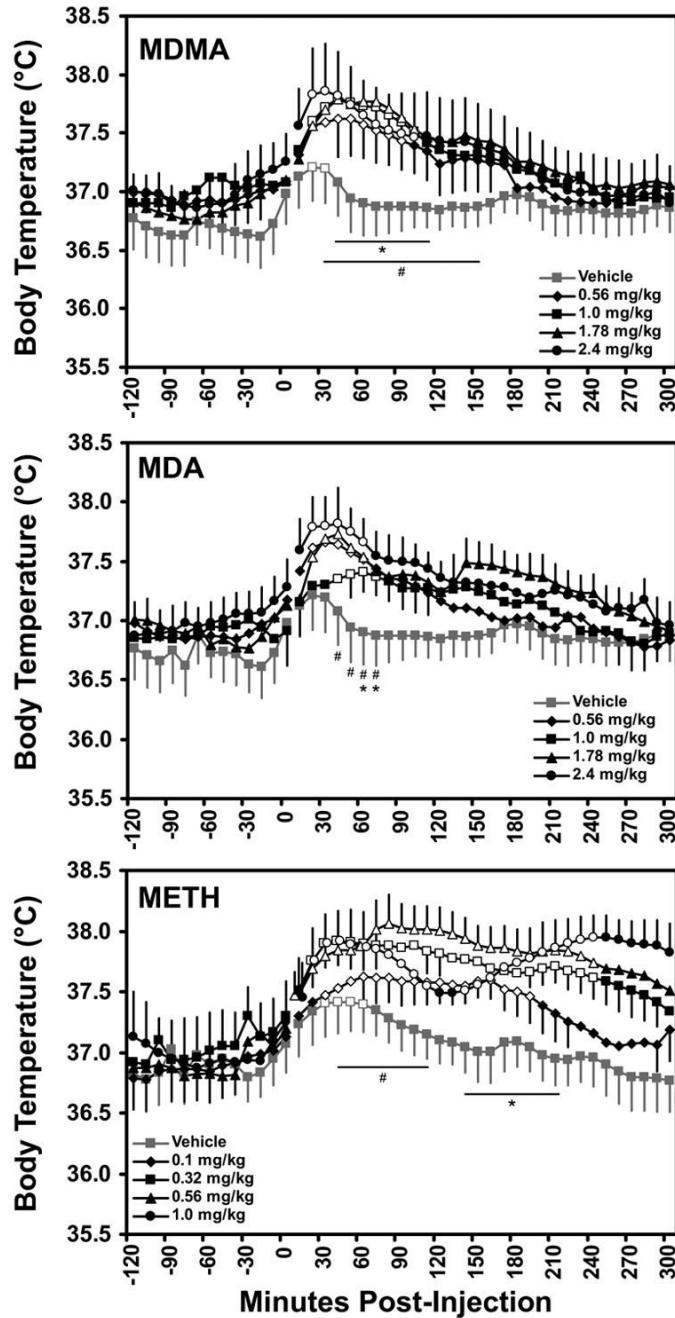 MDMA
Body Temperature (°C)
38.5
38.0
37.5
37.0
36.5
36.0
35.5
*
#
Vehicle
0.56 mg/kg
1.0 mg/kg
1.78 mg/kg
2.4 mg/kg
-120 -90 -60 -30 0 30 60 90 120 150 180 210 240 270 300
MDA
Body Temperature (°C)
38.5
38.0
37.5
37.0
36.5
36.0
35.5
#
#
# #
* *
Vehicle
0.56 mg/kg
1.0 mg/kg
1.78 mg/kg
2.4 mg/kg
-120 -90 -60 -30 0 30 60 90 120 150 180 210 240 270 300
METH
Body Temperature (°C)
38.5
38.0
37.5
37.0
36.5
36.0
35.5
#
*
Vehicle
0.1 mg/kg
0.32 mg/kg
0.56 mg/kg
1.0 mg/kg
-120 -90 -60 -30 0 30 60 90 120 150 180 210 240 270 300
Minutes Post-Injection